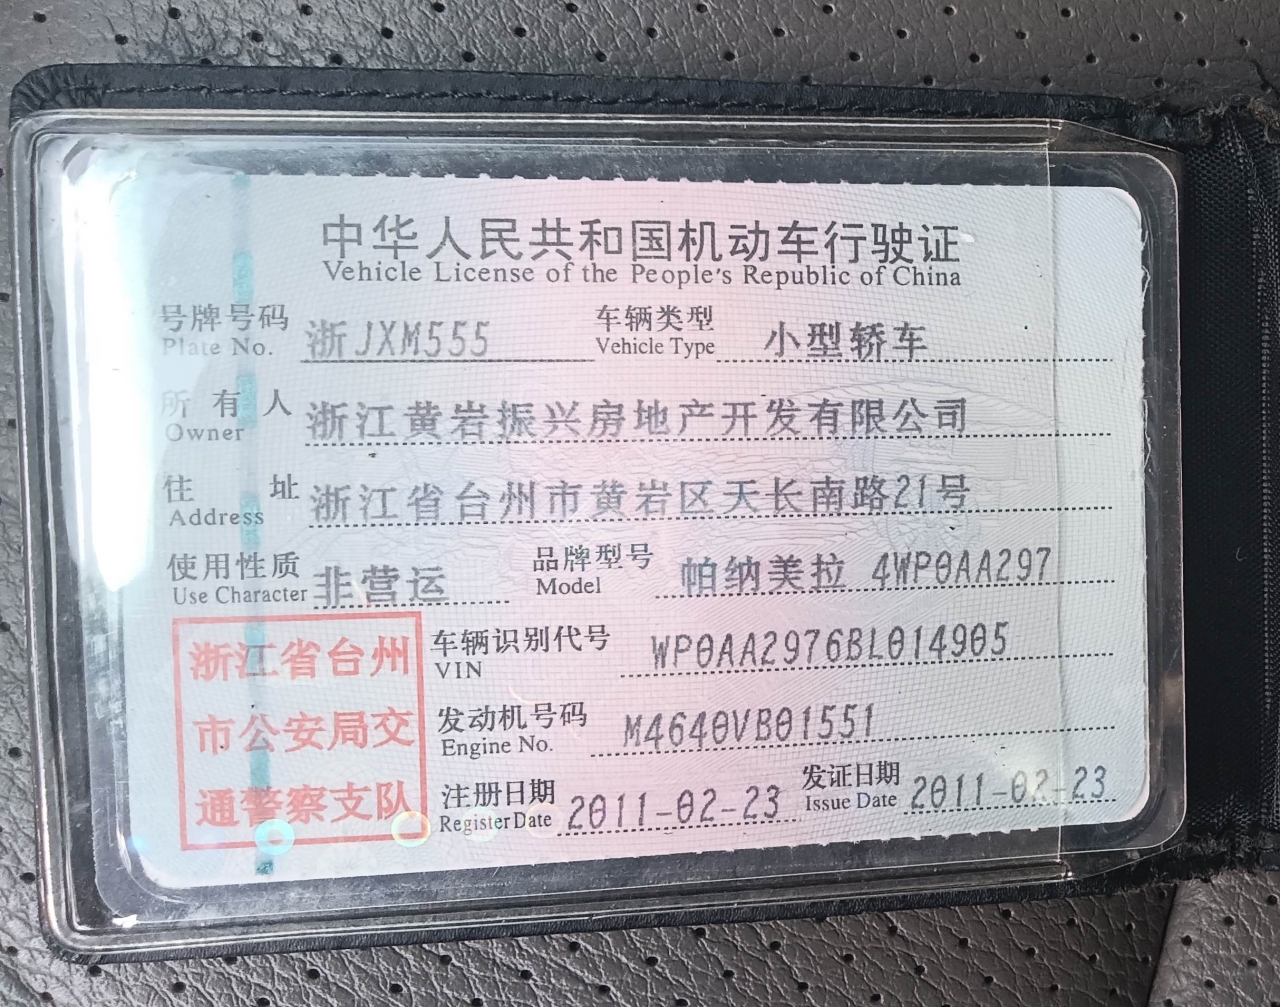 中华人民共和国机动车行驶证
Vehicle License of the People's Republic of China
号牌号码 浙JXM555 车辆类型 小型轿车
Plate No. Vehicle Type
所有人 浙江黄岩振兴房地产开发有限公司
Owner
住址 浙江省台州市黄岩区天长南路21号
Address
使用性质 非营运 品牌型号 帕纳美拉 4WP0AA297
Use Character Model
浙江省台州
市公安局交
通警察支队
车辆识别代号 WP0AA2976BL014905
VIN
发动机号码 M4640VB01551
Engine No.
注册日期 2011-02-23 发证日期 2011-02-23
Register Date Issue Date